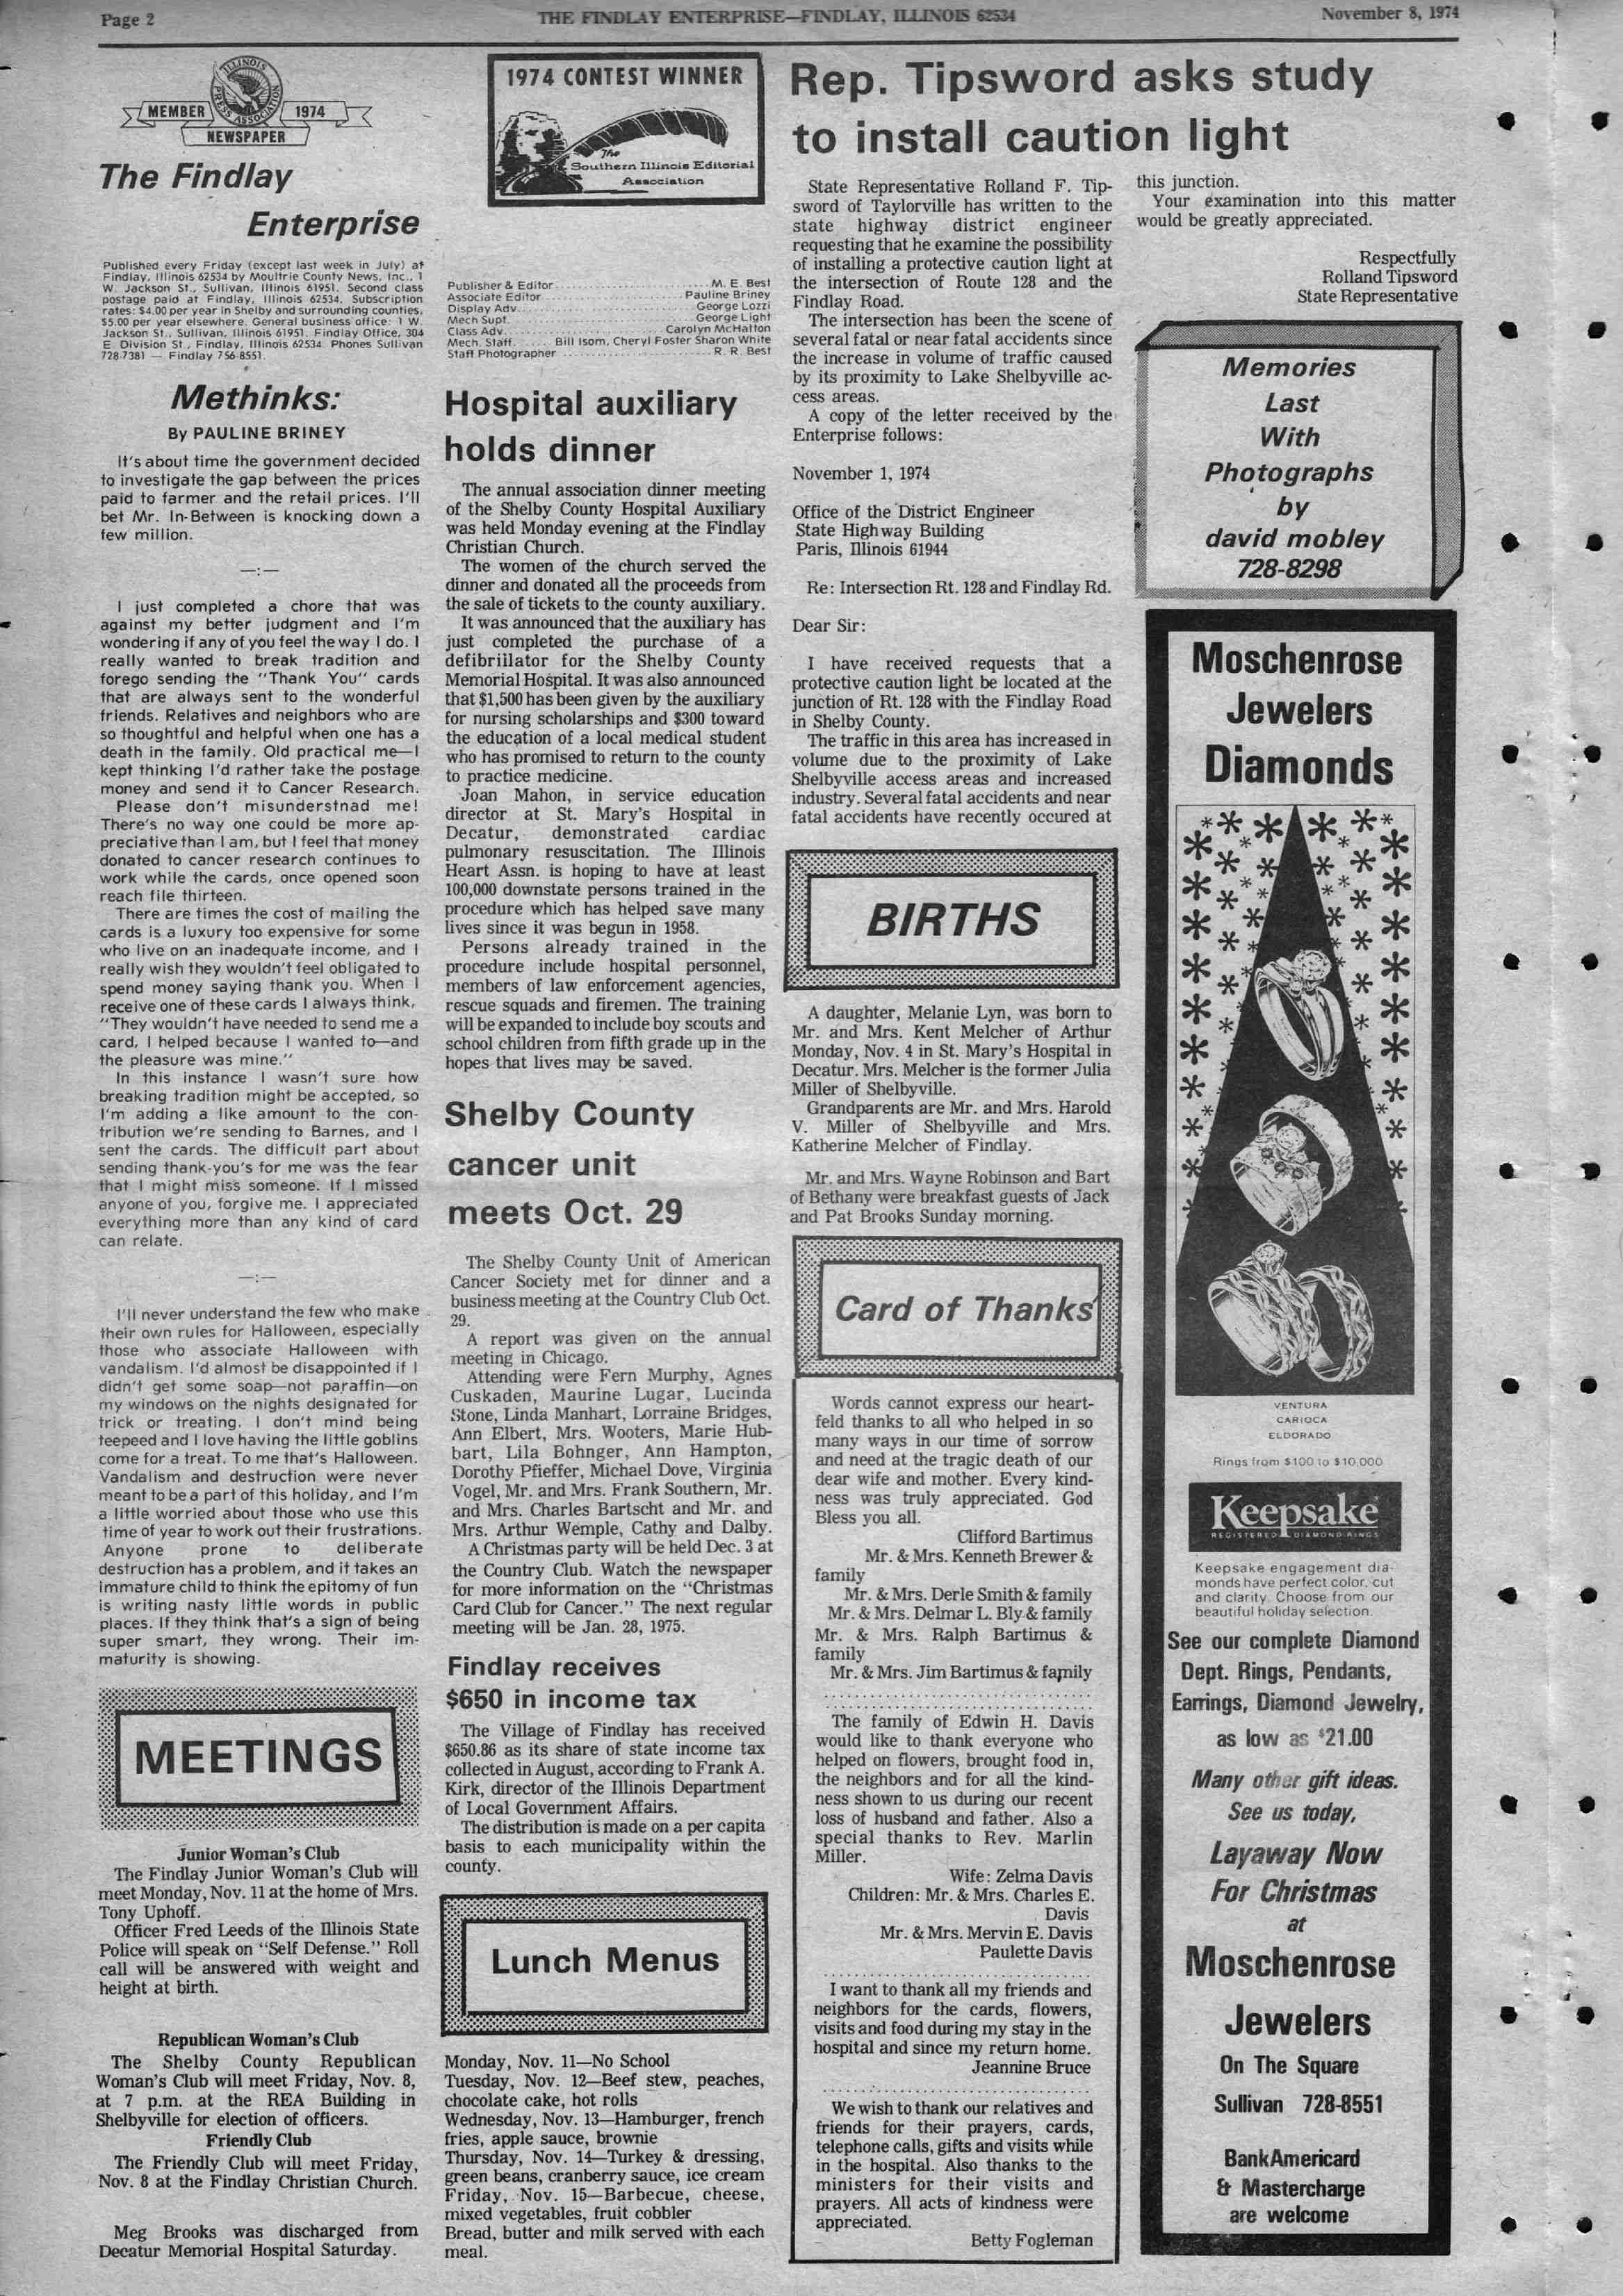 Page 2
THE FINDLAY ENTERPRISE—FINDLAY, ILLINOIS 62534
November 8, 1974
ILLINOIS
PRESS ASSOCIATION
MEMBER
1974
NEWSPAPER
The Findlay
Enterprise
Published every Friday (except last week in July) at
Findlay, Illinois 62534 by Moultrie County News, Inc., 1
W. Jackson St., Sullivan, Illinois 61951. Second class
postage paid at Findlay, Illinois 62534. Subscription
rates: $4.00 per year in Shelby and surrounding counties,
$5.00 per year elsewhere. General business office: 1 W.
Jackson St., Sullivan, Illinois 61951. Findlay Office, 304
E. Division St., Findlay, Illinois 62534. Phones Sullivan
728-7381 — Findlay 756-8551.
1974 CONTEST WINNER
The
Southern Illinois Editorial
Association
Publisher & Editor M. E. Best
Associate Editor Pauline Briney
Display Adv. George Lozzi
Mech Supt. George Light
Class Adv. Carolyn McHalton
Mech. Staff. Bill Isom, Cheryl Foster Sharon White
Staff Photographer R. R. Best
Methinks:
By PAULINE BRINEY
It's about time the government decided
to investigate the gap between the prices
paid to farmer and the retail prices. I'll
bet Mr. In-Between is knocking down a
few million.
—:—
I just completed a chore that was
against my better judgment and I'm
wondering if any of you feel the way I do. I
really wanted to break tradition and
forego sending the "Thank You" cards
that are always sent to the wonderful
friends. Relatives and neighbors who are
so thoughtful and helpful when one has a
death in the family. Old practical me—I
kept thinking I'd rather take the postage
money and send it to Cancer Research.
Please don't misunderstnad me!
There's no way one could be more ap-
preciative than I am, but I feel that money
donated to cancer research continues to
work while the cards, once opened soon
reach file thirteen.
There are times the cost of mailing the
cards is a luxury too expensive for some
who live on an inadequate income, and I
really wish they wouldn't feel obligated to
spend money saying thank you. When I
receive one of these cards I always think,
"They wouldn't have needed to send me a
card, I helped because I wanted to—and
the pleasure was mine."
In this instance I wasn't sure how
breaking tradition might be accepted, so
I'm adding a like amount to the con-
tribution we're sending to Barnes, and I
sent the cards. The difficult part about
sending thank-you's for me was the fear
that I might miss someone. If I missed
anyone of you, forgive me. I appreciated
everything more than any kind of card
can relate.
—:—
I'll never understand the few who make
their own rules for Halloween, especially
those who associate Halloween with
vandalism. I'd almost be disappointed if I
didn't get some soap—not paraffin—on
my windows on the nights designated for
trick or treating. I don't mind being
teepeed and I love having the little goblins
come for a treat. To me that's Halloween.
Vandalism and destruction were never
meant to be a part of this holiday, and I'm
a little worried about those who use this
time of year to work out their frustrations.
Anyone prone to deliberate
destruction has a problem, and it takes an
immature child to think the epitomy of fun
is writing nasty little words in public
places. If they think that's a sign of being
super smart, they wrong. Their im-
maturity is showing.
MEETINGS
Junior Woman's Club
The Findlay Junior Woman's Club will
meet Monday, Nov. 11 at the home of Mrs.
Tony Uphoff.
Officer Fred Leeds of the Illinois State
Police will speak on "Self Defense." Roll
call will be answered with weight and
height at birth.
Republican Woman's Club
The Shelby County Republican
Woman's Club will meet Friday, Nov. 8,
at 7 p.m. at the REA Building in
Shelbyville for election of officers.
Friendly Club
The Friendly Club will meet Friday,
Nov. 8 at the Findlay Christian Church.
Meg Brooks was discharged from
Decatur Memorial Hospital Saturday.
Hospital auxiliary
holds dinner
The annual association dinner meeting
of the Shelby County Hospital Auxiliary
was held Monday evening at the Findlay
Christian Church.
The women of the church served the
dinner and donated all the proceeds from
the sale of tickets to the county auxiliary.
It was announced that the auxiliary has
just completed the purchase of a
defibriilator for the Shelby County
Memorial Hospital. It was also announced
that $1,500 has been given by the auxiliary
for nursing scholarships and $300 toward
the education of a local medical student
who has promised to return to the county
to practice medicine.
Joan Mahon, in service education
director at St. Mary's Hospital in
Decatur, demonstrated cardiac
pulmonary resuscitation. The Illinois
Heart Assn. is hoping to have at least
100,000 downstate persons trained in the
procedure which has helped save many
lives since it was begun in 1958.
Persons already trained in the
procedure include hospital personnel,
members of law enforcement agencies,
rescue squads and firemen. The training
will be expanded to include boy scouts and
school children from fifth grade up in the
hopes that lives may be saved.
Shelby County
cancer unit
meets Oct. 29
The Shelby County Unit of American
Cancer Society met for dinner and a
business meeting at the Country Club Oct.
29.
A report was given on the annual
meeting in Chicago.
Attending were Fern Murphy, Agnes
Cuskaden, Maurine Lugar, Lucinda
Stone, Linda Manhart, Lorraine Bridges,
Ann Elbert, Mrs. Wooters, Marie Hub-
bart, Lila Bohnger, Ann Hampton,
Dorothy Pfieffer, Michael Dove, Virginia
Vogel, Mr. and Mrs. Frank Southern, Mr.
and Mrs. Charles Bartscht and Mr. and
Mrs. Arthur Wemple, Cathy and Dalby.
A Christmas party will be held Dec. 3 at
the Country Club. Watch the newspaper
for more information on the "Christmas
Card Club for Cancer." The next regular
meeting will be Jan. 28, 1975.
Findlay receives
$650 in income tax
The Village of Findlay has received
$650.86 as its share of state income tax
collected in August, according to Frank A.
Kirk, director of the Illinois Department
of Local Government Affairs.
The distribution is made on a per capita
basis to each municipality within the
county.
Lunch Menus
Monday, Nov. 11—No School
Tuesday, Nov. 12—Beef stew, peaches,
chocolate cake, hot rolls
Wednesday, Nov. 13—Hamburger, french
fries, apple sauce, brownie
Thursday, Nov. 14—Turkey & dressing,
green beans, cranberry sauce, ice cream
Friday, Nov. 15—Barbecue, cheese,
mixed vegetables, fruit cobbler
Bread, butter and milk served with each
meal.
Rep. Tipsword asks study
to install caution light
State Representative Rolland F. Tip-
sword of Taylorville has written to the
state highway district engineer
requesting that he examine the possibility
of installing a protective caution light at
the intersection of Route 128 and the
Findlay Road.
The intersection has been the scene of
several fatal or near fatal accidents since
the increase in volume of traffic caused
by its proximity to Lake Shelbyville ac-
cess areas.
A copy of the letter received by the
Enterprise follows:
November 1, 1974
Office of the District Engineer
State Highway Building
Paris, Illinois 61944
Re: Intersection Rt. 128 and Findlay Rd.
Dear Sir:
I have received requests that a
protective caution light be located at the
junction of Rt. 128 with the Findlay Road
in Shelby County.
The traffic in this area has increased in
volume due to the proximity of Lake
Shelbyville access areas and increased
industry. Several fatal accidents and near
fatal accidents have recently occured at
this junction.
Your examination into this matter
would be greatly appreciated.
Respectfully
Rolland Tipsword
State Representative
BIRTHS
A daughter, Melanie Lyn, was born to
Mr. and Mrs. Kent Melcher of Arthur
Monday, Nov. 4 in St. Mary's Hospital in
Decatur. Mrs. Melcher is the former Julia
Miller of Shelbyville.
Grandparents are Mr. and Mrs. Harold
V. Miller of Shelbyville and Mrs.
Katherine Melcher of Findlay.
Mr. and Mrs. Wayne Robinson and Bart
of Bethany were breakfast guests of Jack
and Pat Brooks Sunday morning.
Card of Thanks
Words cannot express our heart-
feld thanks to all who helped in so
many ways in our time of sorrow
and need at the tragic death of our
dear wife and mother. Every kind-
ness was truly appreciated. God
Bless you all.
Clifford Bartimus
Mr. & Mrs. Kenneth Brewer &
family
Mr. & Mrs. Derle Smith & family
Mr. & Mrs. Delmar L. Bly & family
Mr. & Mrs. Ralph Bartimus &
family
Mr. & Mrs. Jim Bartimus & family
The family of Edwin H. Davis
would like to thank everyone who
helped on flowers, brought food in,
the neighbors and for all the kind-
ness shown to us during our recent
loss of husband and father. Also a
special thanks to Rev. Marlin
Miller.
Wife: Zelma Davis
Children: Mr. & Mrs. Charles E.
Davis
Mr. & Mrs. Mervin E. Davis
Paulette Davis
I want to thank all my friends and
neighbors for the cards, flowers,
visits and food during my stay in the
hospital and since my return home.
Jeannine Bruce
We wish to thank our relatives and
friends for their prayers, cards,
telephone calls, gifts and visits while
in the hospital. Also thanks to the
ministers for their visits and
prayers. All acts of kindness were
appreciated.
Betty Fogleman
Memories
Last
With
Photographs
by
david mobley
728-8298
Moschenrose
Jewelers
Diamonds
VENTURA
CARIOCA
ELDORADO
Rings from $100 to $10,000
Keepsake
REGISTERED DIAMOND RINGS
Keepsake engagement dia-
monds have perfect color, cut
and clarity. Choose from our
beautiful holiday selection.
See our complete Diamond
Dept. Rings, Pendants,
Earrings, Diamond Jewelry,
as low as $21.00
Many other gift ideas.
See us today,
Layaway Now
For Christmas
at
Moschenrose
Jewelers
On The Square
Sullivan 728-8551
BankAmericard
& Mastercharge
are welcome